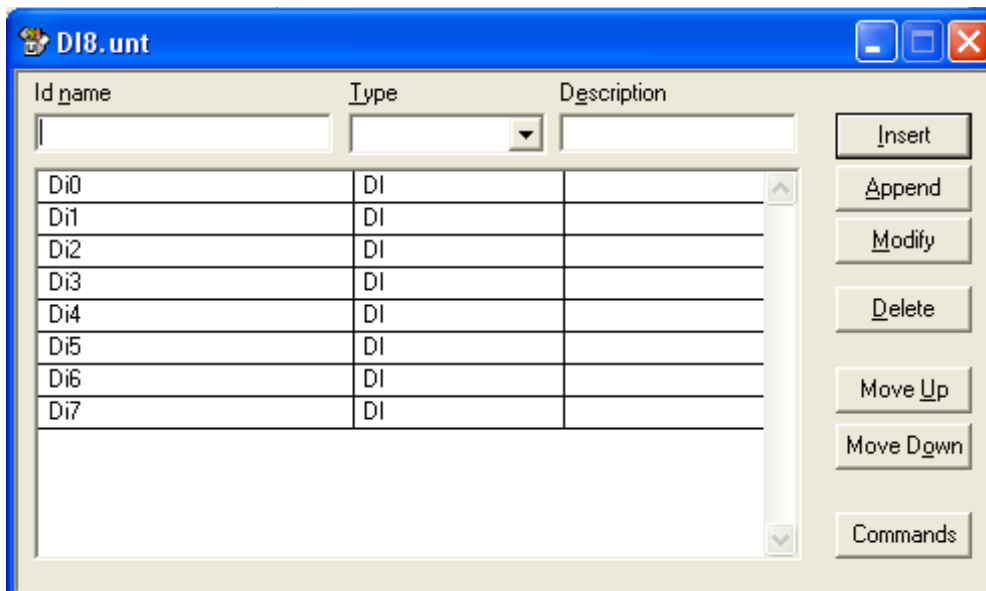 DI8.unt
Id name Type Description
Insert
Di0 DI
Append
Di1 DI
Di2 DI
Modify
Di3 DI
Di4 DI
Delete
Di5 DI
Di6 DI
Move Up
Di7 DI
Move Down
Commands